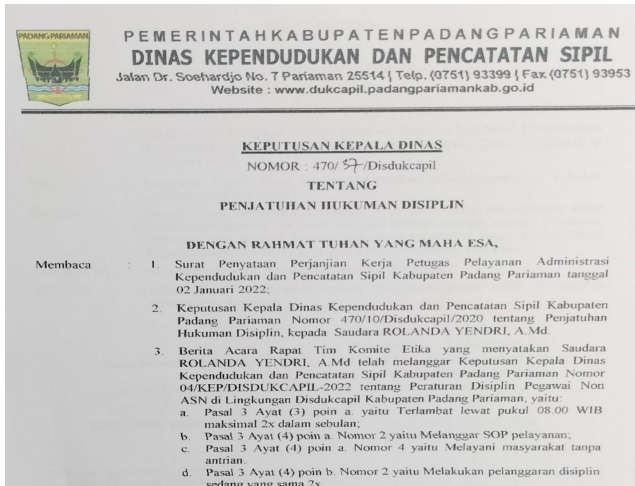 PADANG PARIAMAN
PEMERINTAH KABUPATEN PADANG PARIAMAN
DINAS KEPENDUDUKAN DAN PENCATATAN SIPIL
Jalan Dr. Soehardjo No. 7 Pariaman 25514 | Telp. (0751) 93399 | Fax (0751) 93953
Website : www.dukcapil.padangpariamankab.go.id
KEPUTUSAN KEPALA DINAS
NOMOR : 470/ 37 /Disdukcapil
TENTANG
PENJATUHAN HUKUMAN DISIPLIN
DENGAN RAHMAT TUHAN YANG MAHA ESA,
Membaca : 1. Surat Penyataan Perjanjian Kerja Petugas Pelayanan Administrasi
Kependudukan dan Pencatatan Sipil Kabupaten Padang Pariaman tanggal
02 Januari 2022;
2. Keputusan Kepala Dinas Kependudukan dan Pencatatan Sipil Kabupaten
Padang Pariaman Nomor 470/10/Disdukcapil/2020 tentang Penjatuhan
Hukuman Disiplin, kepada Saudara ROLANDA YENDRI, A.Md.
3. Berita Acara Rapat Tim Komite Etika yang menyatakan Saudara
ROLANDA YENDRI, A.Md telah melanggar Keputusan Kepala Dinas
Kependudukan dan Pencatatan Sipil Kabupaten Padang Pariaman Nomor
04/KEP/DISDUKCAPIL-2022 tentang Peraturan Disiplin Pegawai Non
ASN di Lingkungan Disdukcapil Kabupaten Padang Pariaman, yaitu:
a. Pasal 3 Ayat (3) poin a. yaitu Terlambat lewat pukul 08.00 WIB
maksimal 2x dalam sebulan;
b. Pasal 3 Ayat (4) poin a. Nomor 2 yaitu Melanggar SOP pelayanan;
c. Pasal 3 Ayat (4) poin a. Nomor 4 yaitu Melayani masyarakat tanpa
antrian.
d. Pasal 3 Ayat (4) poin b. Nomor 2 yaitu Melakukan pelanggaran disiplin
sedang yang sama 2x